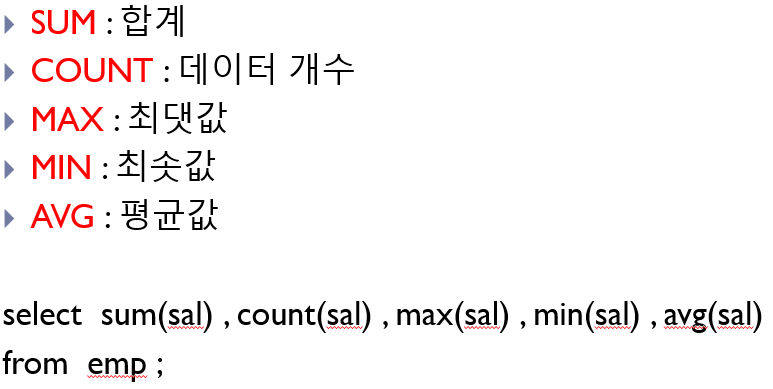 SUM : 합계
COUNT : 데이터 개수
MAX : 최댓값
MIN : 최솟값
AVG : 평균값
select sum(sal) , count(sal) , max(sal) , min(sal) , avg(sal)
from emp ;